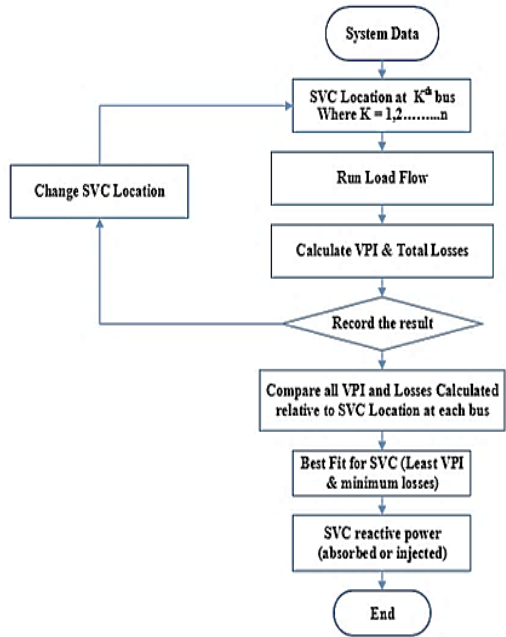 System Data
SVC Location at Kth bus
Where K = 1,2.........n
Change SVC Location
Run Load Flow
Calculate VPI & Total Losses
Record the result
Compare all VPI and Losses Calculated
relative to SVC Location at each bus
Best Fit for SVC (Least VPI
& minimum losses)
SVC reactive power
(absorbed or injected)
End